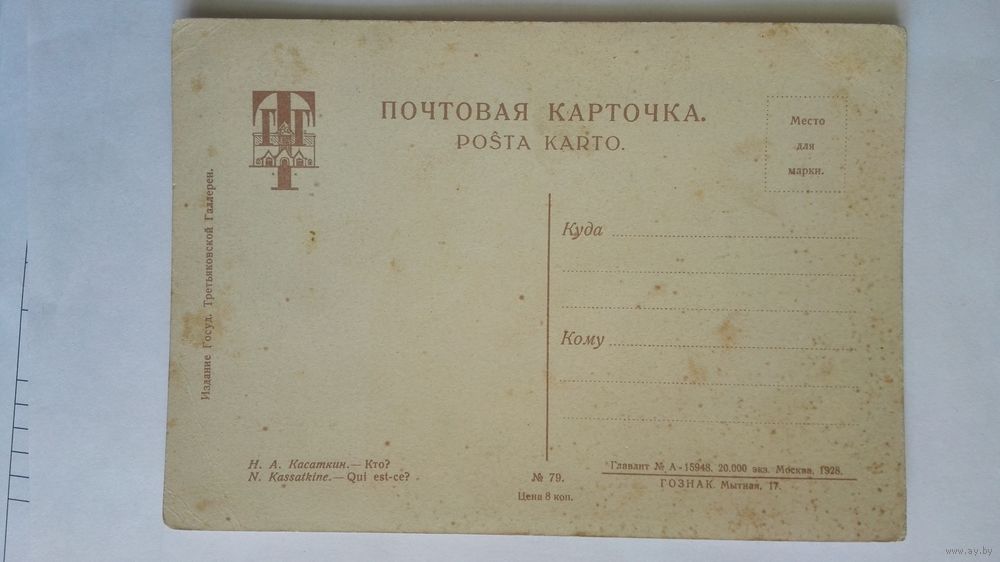 ПОЧТОВАЯ КАРТОЧКА.
POŜTA KARTO.
Место
для
марки.
Издание Госуд. Третьяковской Галлереи.
Куда
Кому
Н. А. Касаткин.—Кто?
N. Kassatkine.—Qui est-ce?
№ 79.
Цена 8 коп.
Главлит № А-15948. 20.000 экз. Москва, 1928.
ГОЗНАК. Мытная, 17.
www.ay.by